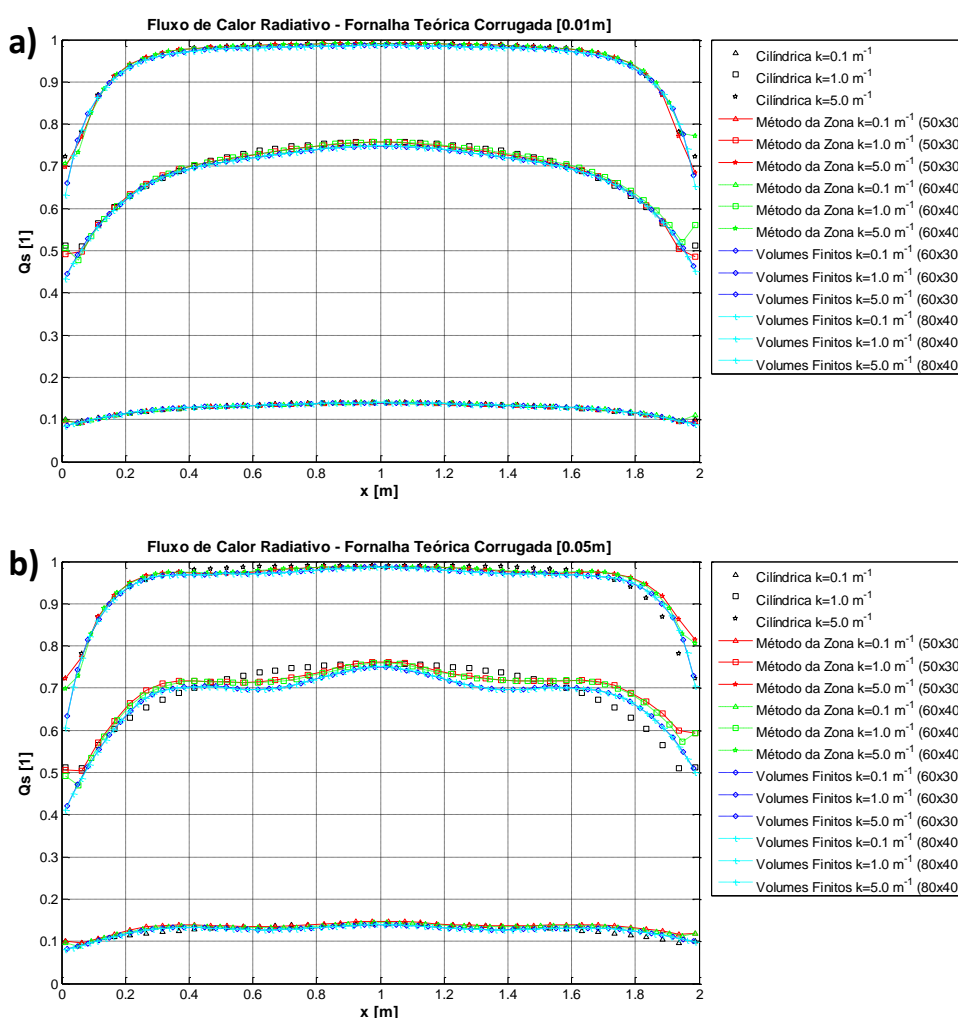 a)
Fluxo de Calor Radiativo - Fornalha Teórica Corrugada [0.01m]
1
0.9
0.8
0.7
0.6
0.5
0.4
0.3
0.2
0.1
0
Qs [1]
0 0.2 0.4 0.6 0.8 1 1.2 1.4 1.6 1.8 2
x [m]
Cilíndrica k=0.1 m⁻¹
Cilíndrica k=1.0 m⁻¹
Cilíndrica k=5.0 m⁻¹
Método da Zona k=0.1 m⁻¹ (50x30
Método da Zona k=1.0 m⁻¹ (50x30
Método da Zona k=5.0 m⁻¹ (50x30
Método da Zona k=0.1 m⁻¹ (60x40
Método da Zona k=1.0 m⁻¹ (60x40
Método da Zona k=5.0 m⁻¹ (60x40
Volumes Finitos k=0.1 m⁻¹ (60x30
Volumes Finitos k=1.0 m⁻¹ (60x30
Volumes Finitos k=5.0 m⁻¹ (60x30
Volumes Finitos k=0.1 m⁻¹ (80x40
Volumes Finitos k=1.0 m⁻¹ (80x40
Volumes Finitos k=5.0 m⁻¹ (80x40
b)
Fluxo de Calor Radiativo - Fornalha Teórica Corrugada [0.05m]
1
0.9
0.8
0.7
0.6
0.5
0.4
0.3
0.2
0.1
0
Qs [1]
0 0.2 0.4 0.6 0.8 1 1.2 1.4 1.6 1.8 2
x [m]
Cilíndrica k=0.1 m⁻¹
Cilíndrica k=1.0 m⁻¹
Cilíndrica k=5.0 m⁻¹
Método da Zona k=0.1 m⁻¹ (50x30
Método da Zona k=1.0 m⁻¹ (50x30
Método da Zona k=5.0 m⁻¹ (50x30
Método da Zona k=0.1 m⁻¹ (60x40
Método da Zona k=1.0 m⁻¹ (60x40
Método da Zona k=5.0 m⁻¹ (60x40
Volumes Finitos k=0.1 m⁻¹ (60x30
Volumes Finitos k=1.0 m⁻¹ (60x30
Volumes Finitos k=5.0 m⁻¹ (60x30
Volumes Finitos k=0.1 m⁻¹ (80x40
Volumes Finitos k=1.0 m⁻¹ (80x40
Volumes Finitos k=5.0 m⁻¹ (80x40